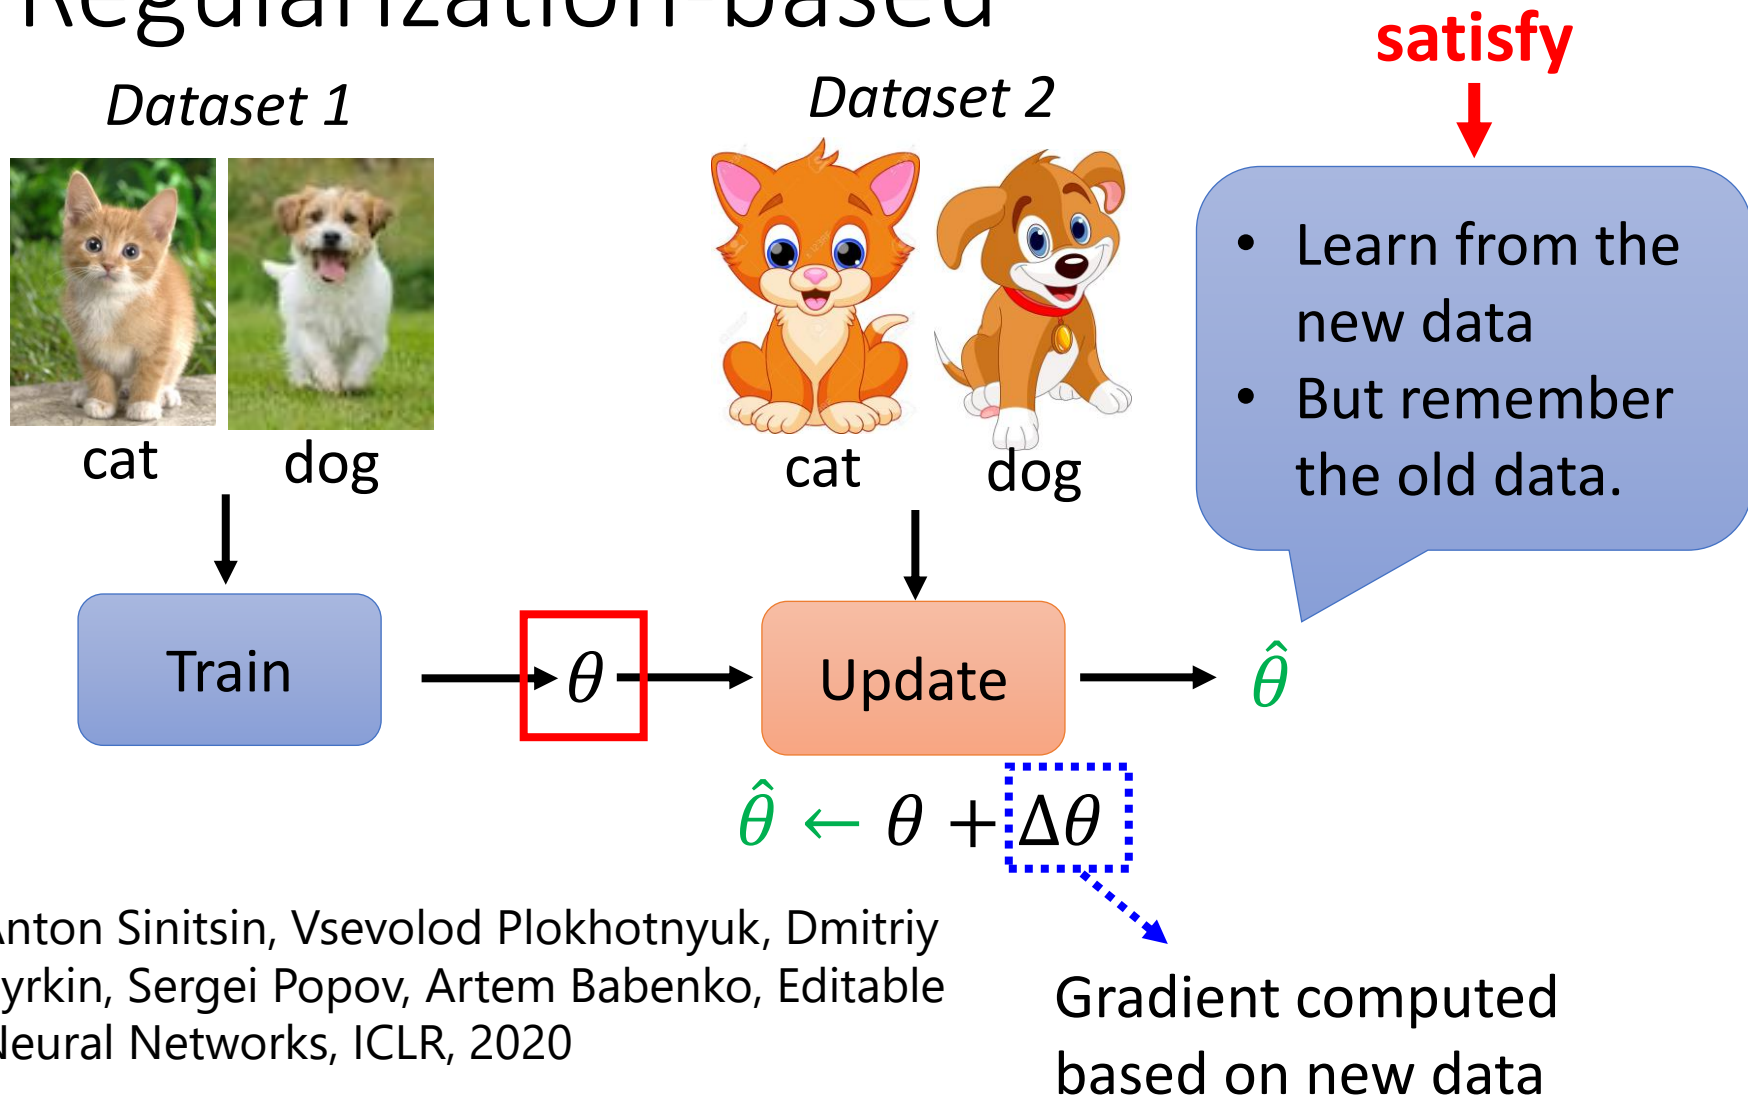 Regularization-based
satisfy
Dataset 1
Dataset 2
cat
dog
cat
dog
• Learn from the
new data
• But remember
the old data.
Train
θ
Update
θ̂
θ̂ ← θ + Δθ
Anton Sinitsin, Vsevolod Plokhotnyuk, Dmitriy
yrkin, Sergei Popov, Artem Babenko, Editable
Neural Networks, ICLR, 2020
Gradient computed
based on new data